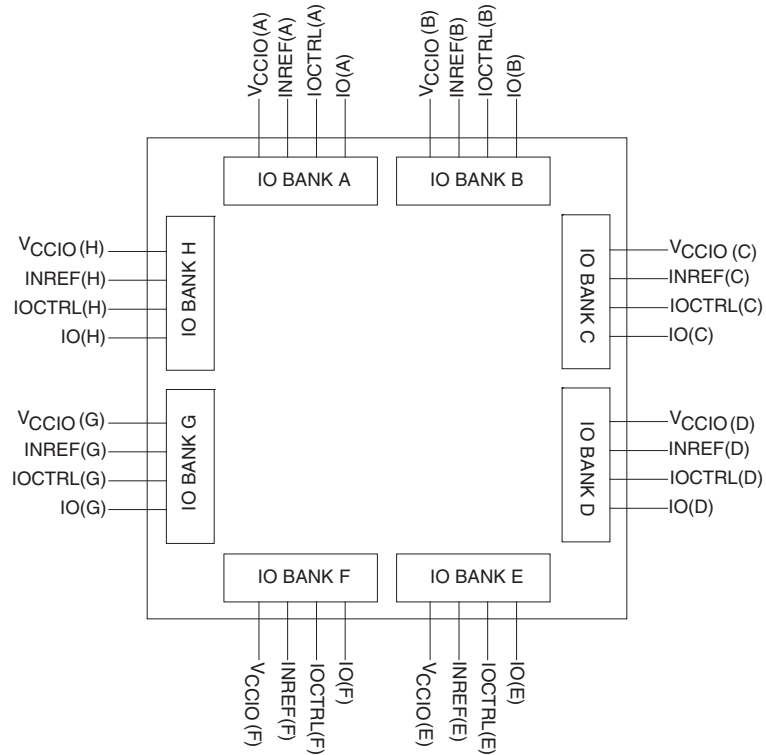 VCCIO(A)
INREF(A)
IOCTRL(A)
IO(A)
VCCIO(B)
INREF(B)
IOCTRL(B)
IO(B)
IO BANK A
IO BANK B
VCCIO(H)
INREF(H)
IOCTRL(H)
IO(H)
IO BANK H
IO BANK C
VCCIO(C)
INREF(C)
IOCTRL(C)
IO(C)
VCCIO(G)
INREF(G)
IOCTRL(G)
IO(G)
IO BANK G
IO BANK D
VCCIO(D)
INREF(D)
IOCTRL(D)
IO(D)
IO BANK F
IO BANK E
VCCIO(F)
INREF(F)
IOCTRL(F)
IO(F)
VCCIO(E)
INREF(E)
IOCTRL(E)
IO(E)